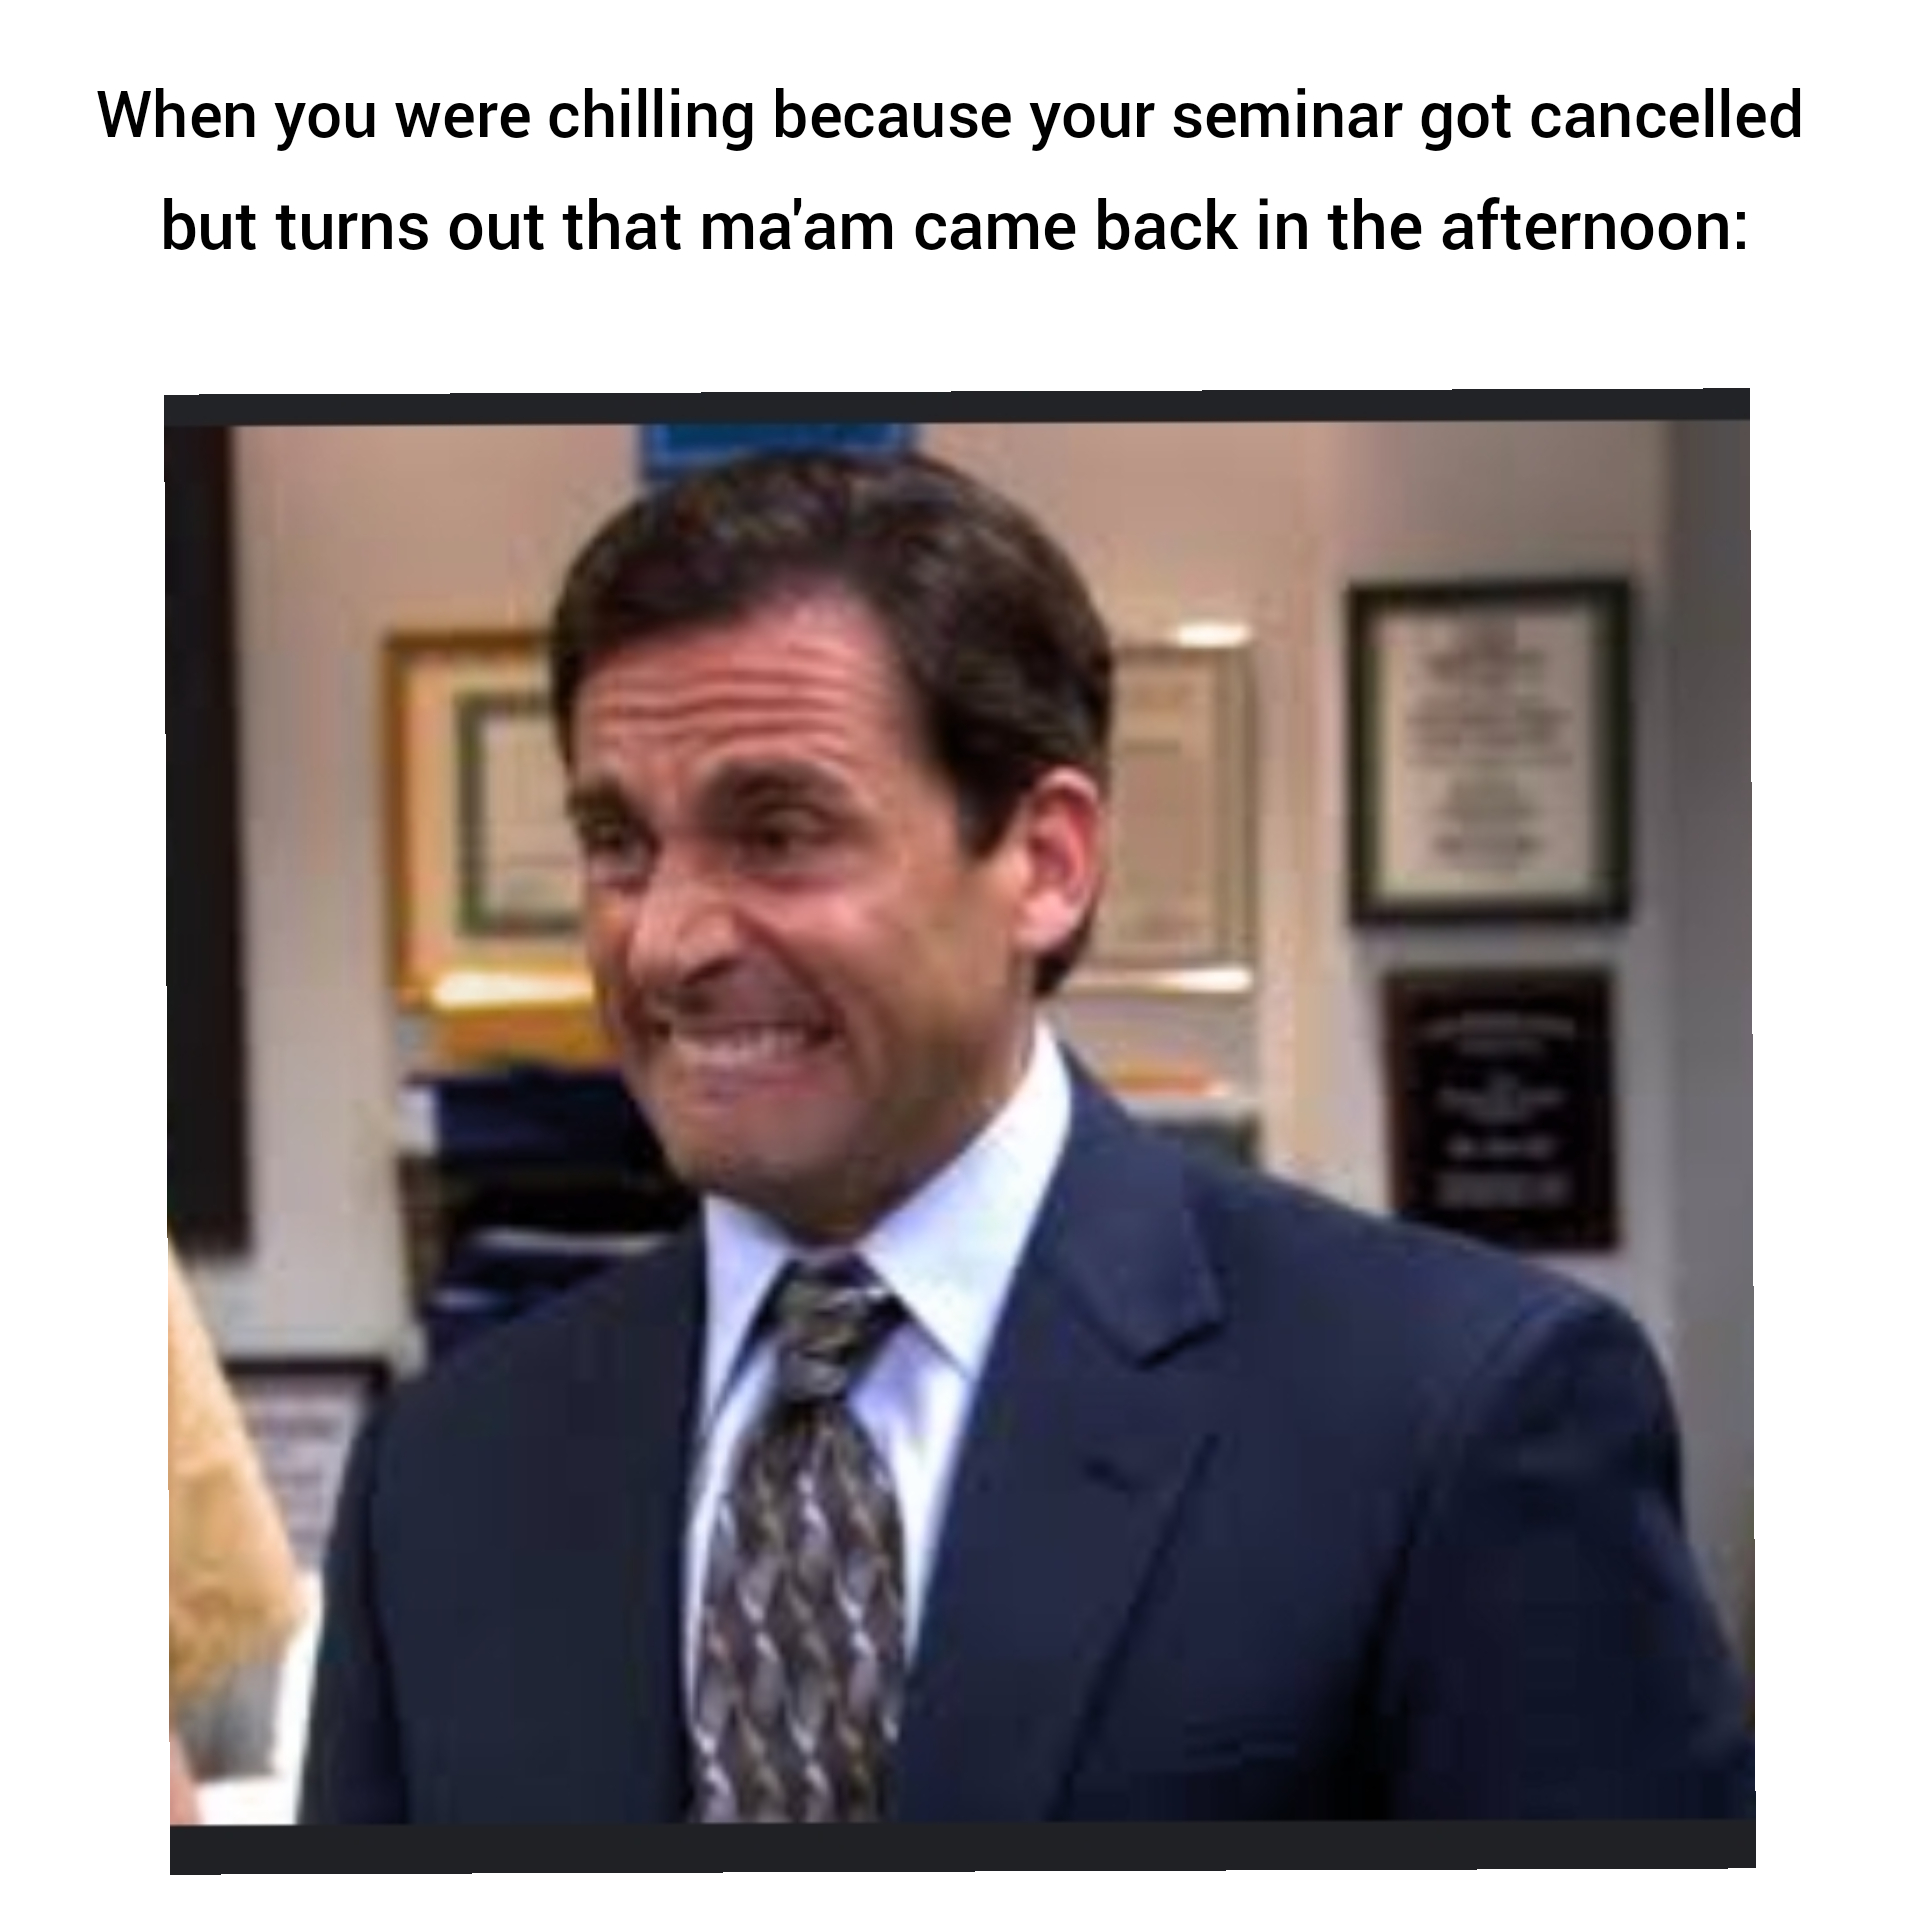 When you were chilling because your seminar got cancelled
but turns out that ma'am came back in the afternoon: